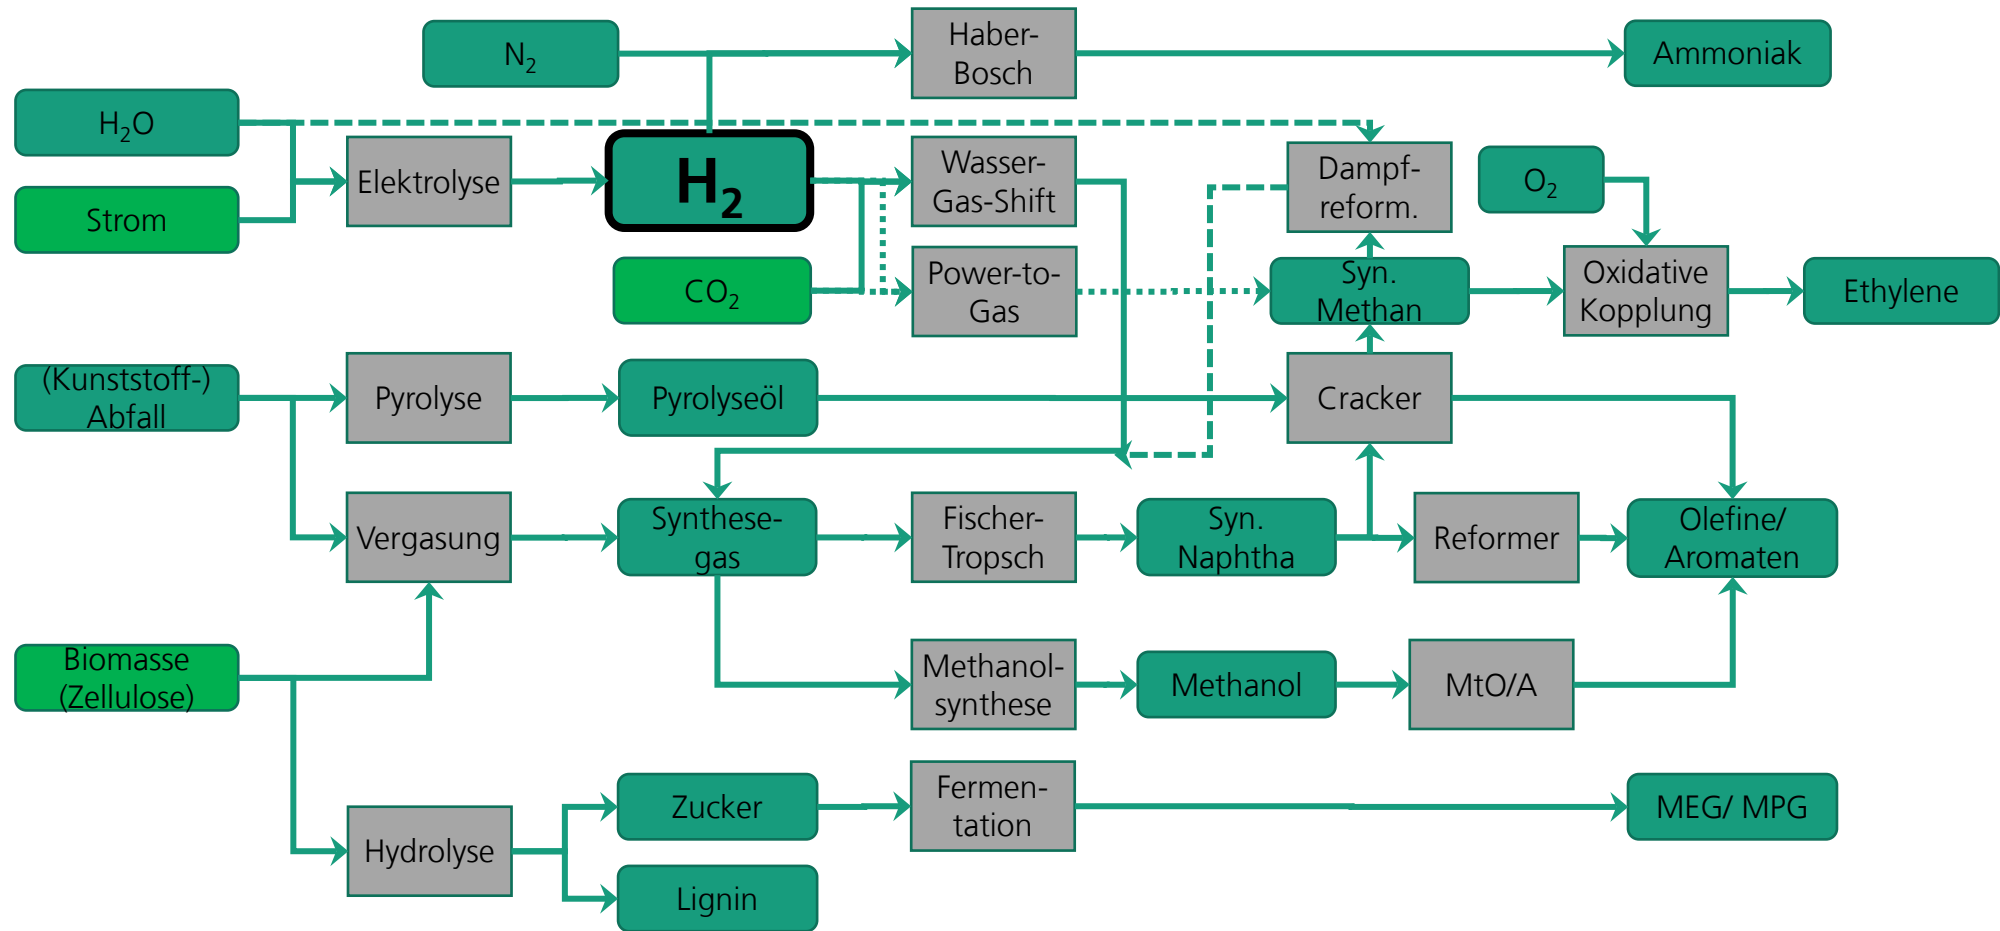 N₂
Haber-
Bosch
Ammoniak
H₂O
Strom
Elektrolyse
H₂
Wasser-
Gas-Shift
Dampf-
reform.
O₂
CO₂
Power-to-
Gas
Syn.
Methan
Oxidative
Kopplung
Ethylene
(Kunststoff-)
Abfall
Pyrolyse
Pyrolyseöl
Cracker
Vergasung
Synthese-
gas
Fischer-
Tropsch
Syn.
Naphtha
Reformer
Olefine/
Aromaten
Biomasse
(Zellulose)
Methanol-
synthese
Methanol
MtO/A
Hydrolyse
Zucker
Fermen-
tation
MEG/ MPG
Lignin